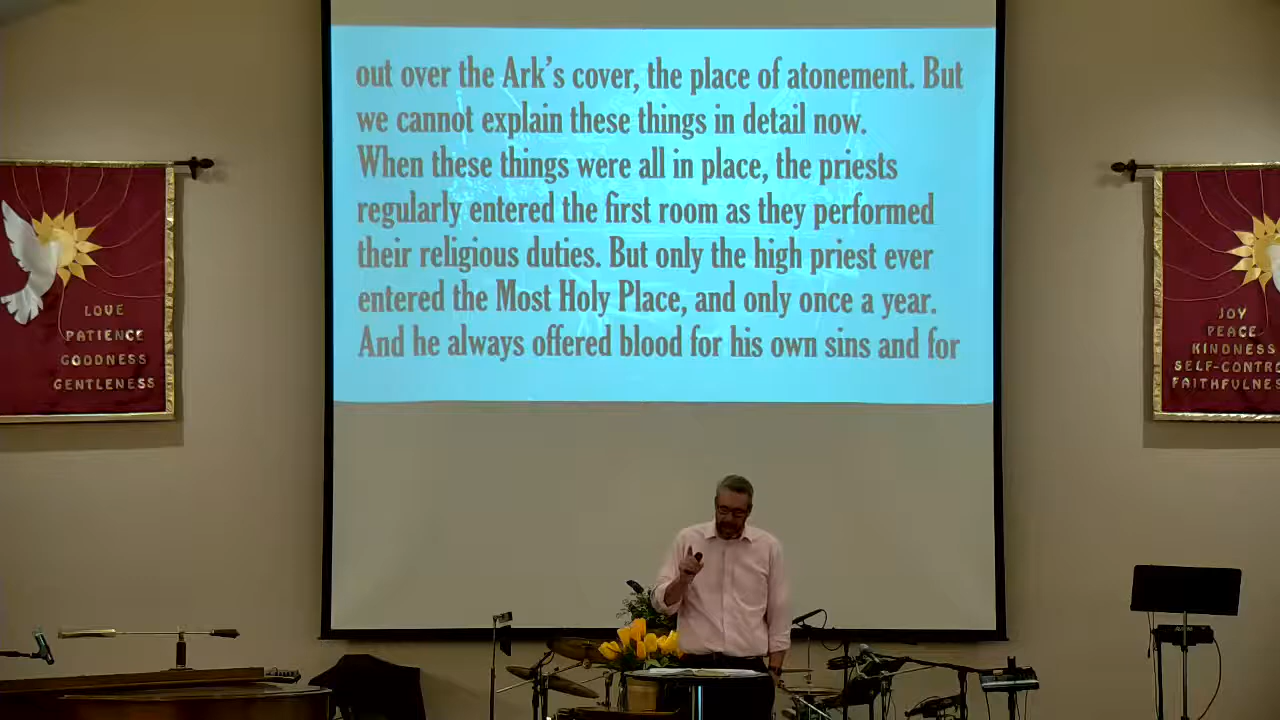 out over the Ark's cover, the place of atonement. But
we cannot explain these things in detail now.
When these things were all in place, the priests
regularly entered the first room as they performed
their religious duties. But only the high priest ever
entered the Most Holy Place, and only once a year.
And he always offered blood for his own sins and for
LOVE
PATIENCE
GOODNESS
GENTLENESS
JOY
PEACE
KINDNESS